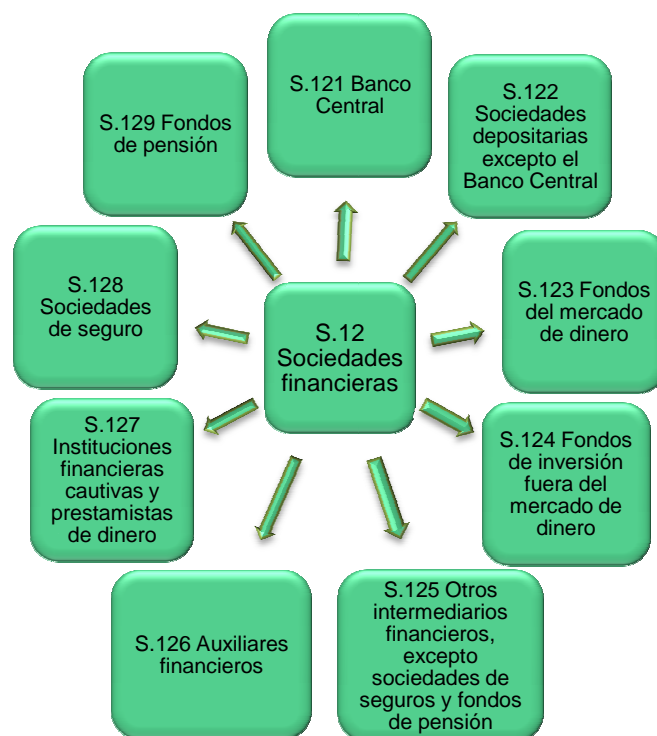 S.12
Sociedades
financieras
S.121 Banco
Central
S.122
Sociedades
depositarias
excepto el
Banco Central
S.123 Fondos
del mercado
de dinero
S.124 Fondos
de inversión
fuera del
mercado de
dinero
S.125 Otros
intermediarios
financieros,
excepto
sociedades de
seguros y fondos
de pensión
S.126 Auxiliares
financieros
S.127
Instituciones
financieras
cautivas y
prestamistas
de dinero
S.128
Sociedades
de seguro
S.129 Fondos
de pensión